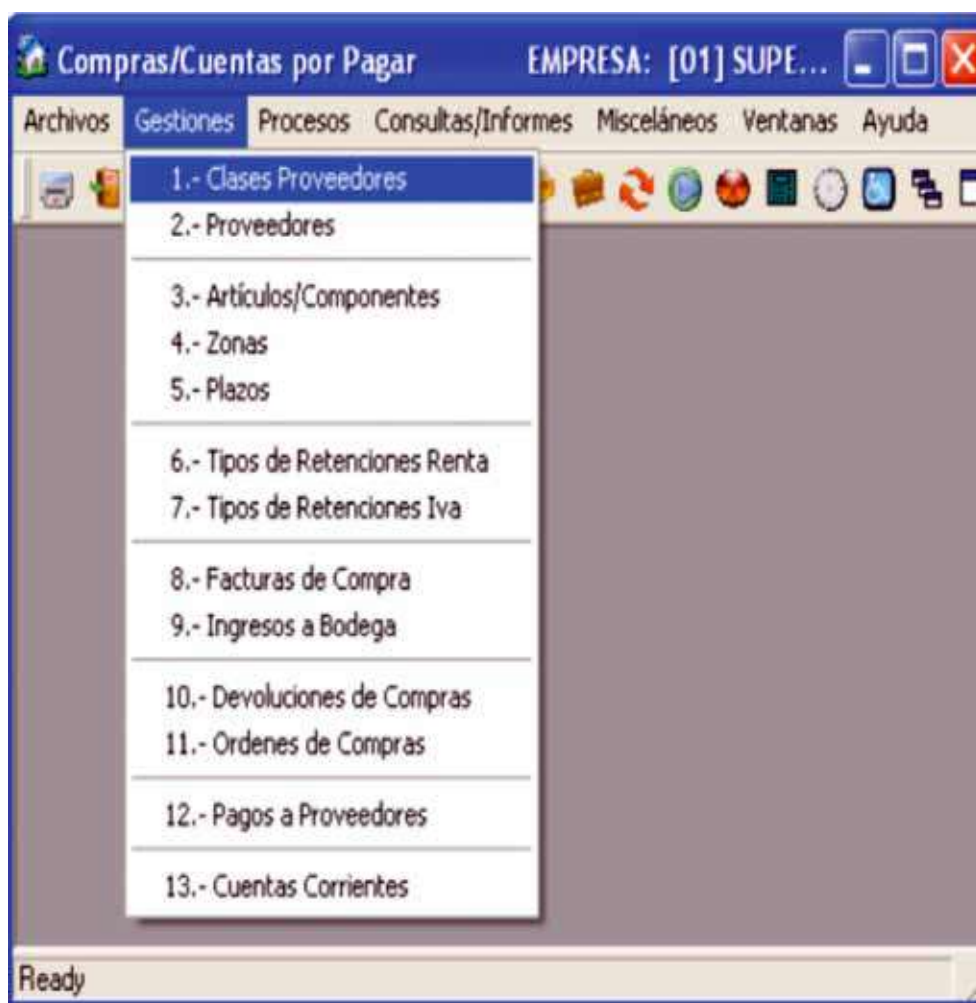 Compras/Cuentas por Pagar EMPRESA: [01] SUPE...
Archivos Gestiones Procesos Consultas/Informes Misceláneos Ventanas Ayuda
1.- Clases Proveedores
2.- Proveedores
3.- Artículos/Componentes
4.- Zonas
5.- Plazos
6.- Tipos de Retenciones Renta
7.- Tipos de Retenciones Iva
8.- Facturas de Compra
9.- Ingresos a Bodega
10.- Devoluciones de Compras
11.- Ordenes de Compras
12.- Pagos a Proveedores
13.- Cuentas Corrientes
Ready